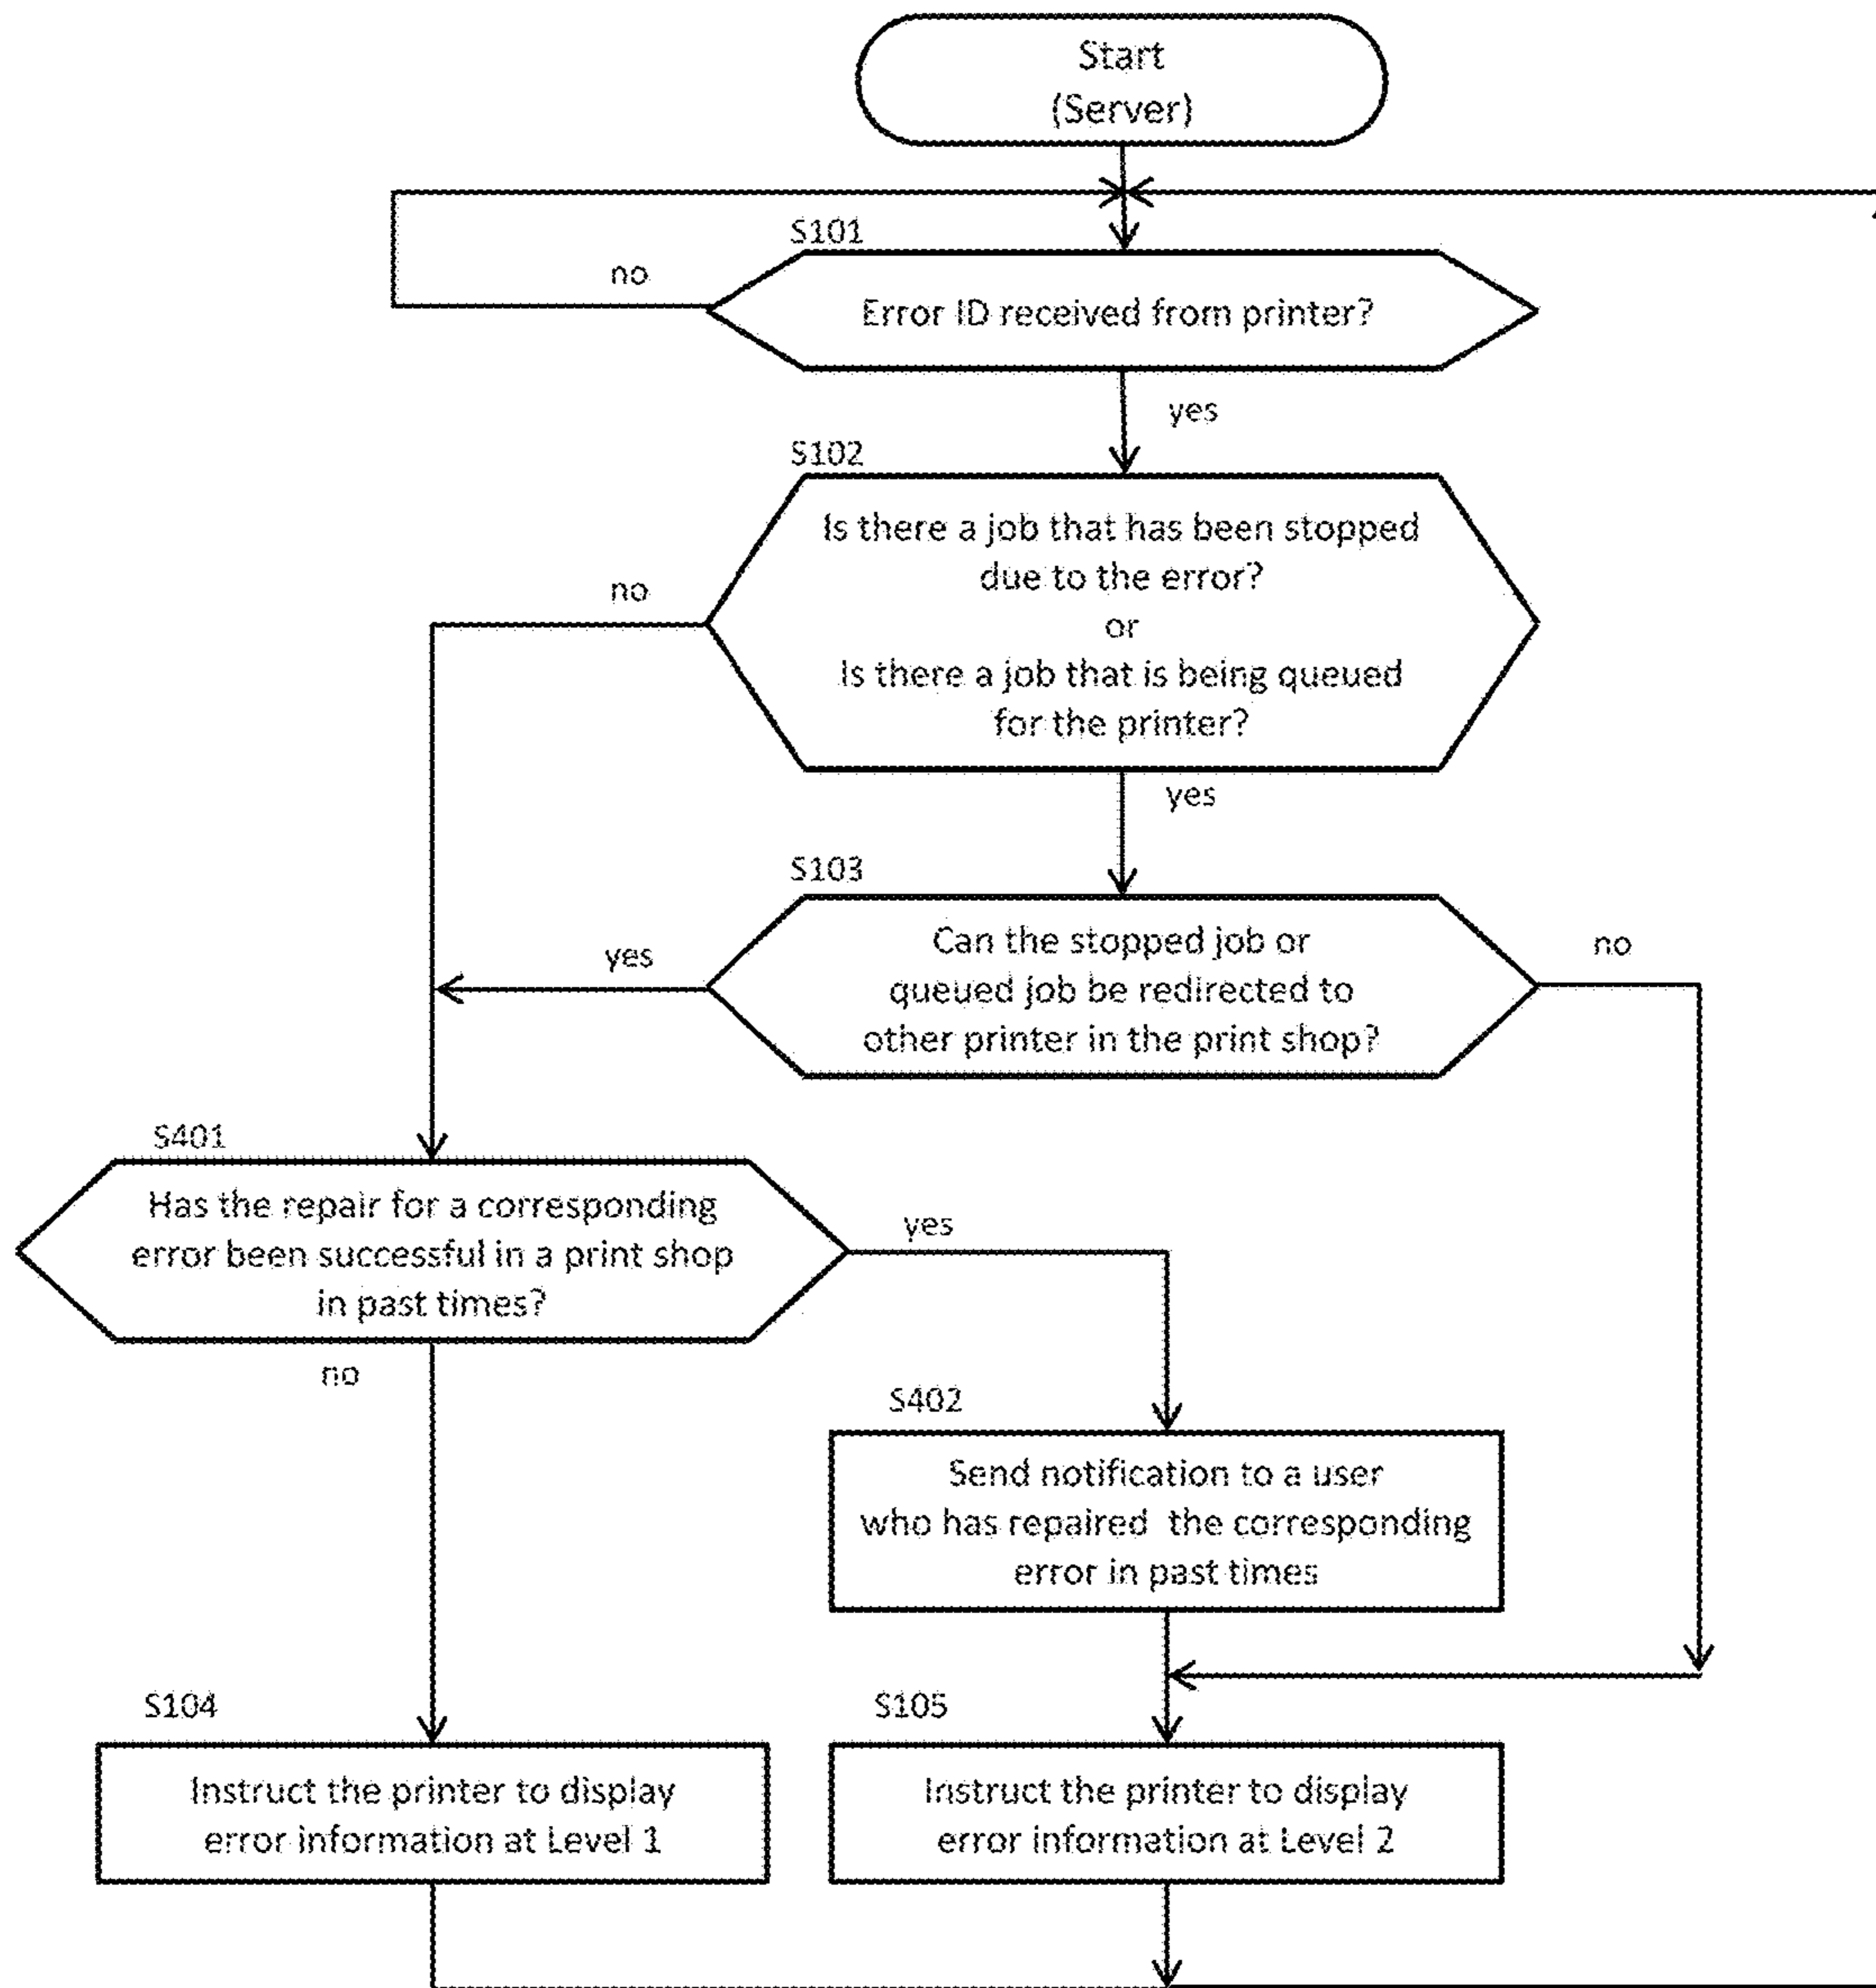 Start
(Server)
S101
no
Error ID received from printer?
yes
S102
Is there a job that has been stopped
due to the error?
or
Is there a job that is being queued
for the printer?
no
yes
S103
Can the stopped job or
queued job be redirected to
other printer in the print shop?
yes
no
S401
Has the repair for a corresponding
error been successful in a print shop
in past times?
yes
no
S402
Send notification to a user
who has repaired the corresponding
error in past times
S104
Instruct the printer to display
error information at Level 1
S105
Instruct the printer to display
error information at Level 2